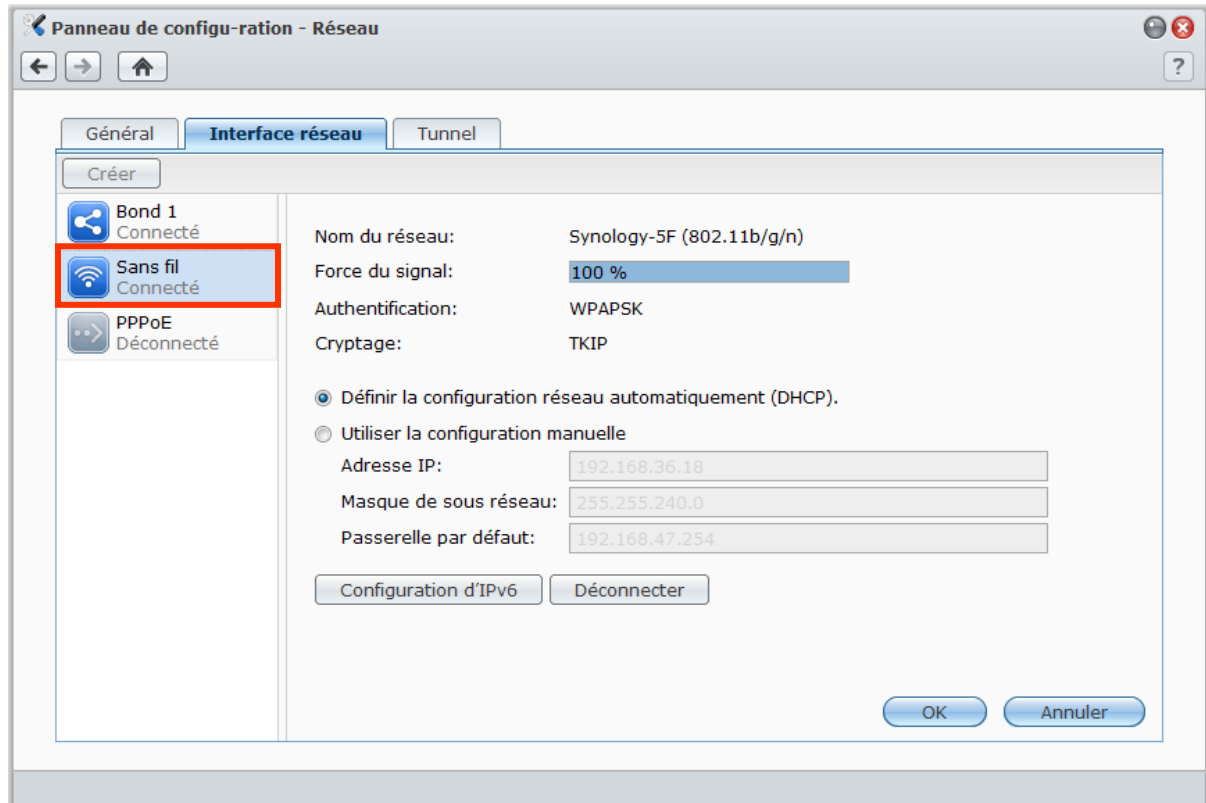 Panneau de configu-ration - Réseau
?
Général Interface réseau Tunnel
Créer
Bond 1
Connecté
Sans fil
Connecté
PPPoE
Déconnecté
Nom du réseau: Synology-5F (802.11b/g/n)
Force du signal: 100 %
Authentification: WPAPSK
Cryptage: TKIP
Définir la configuration réseau automatiquement (DHCP).
Utiliser la configuration manuelle
Adresse IP: 192.168.36.18
Masque de sous réseau: 255.255.240.0
Passerelle par défaut: 192.168.47.254
Configuration d'IPv6 Déconnecter
OK Annuler